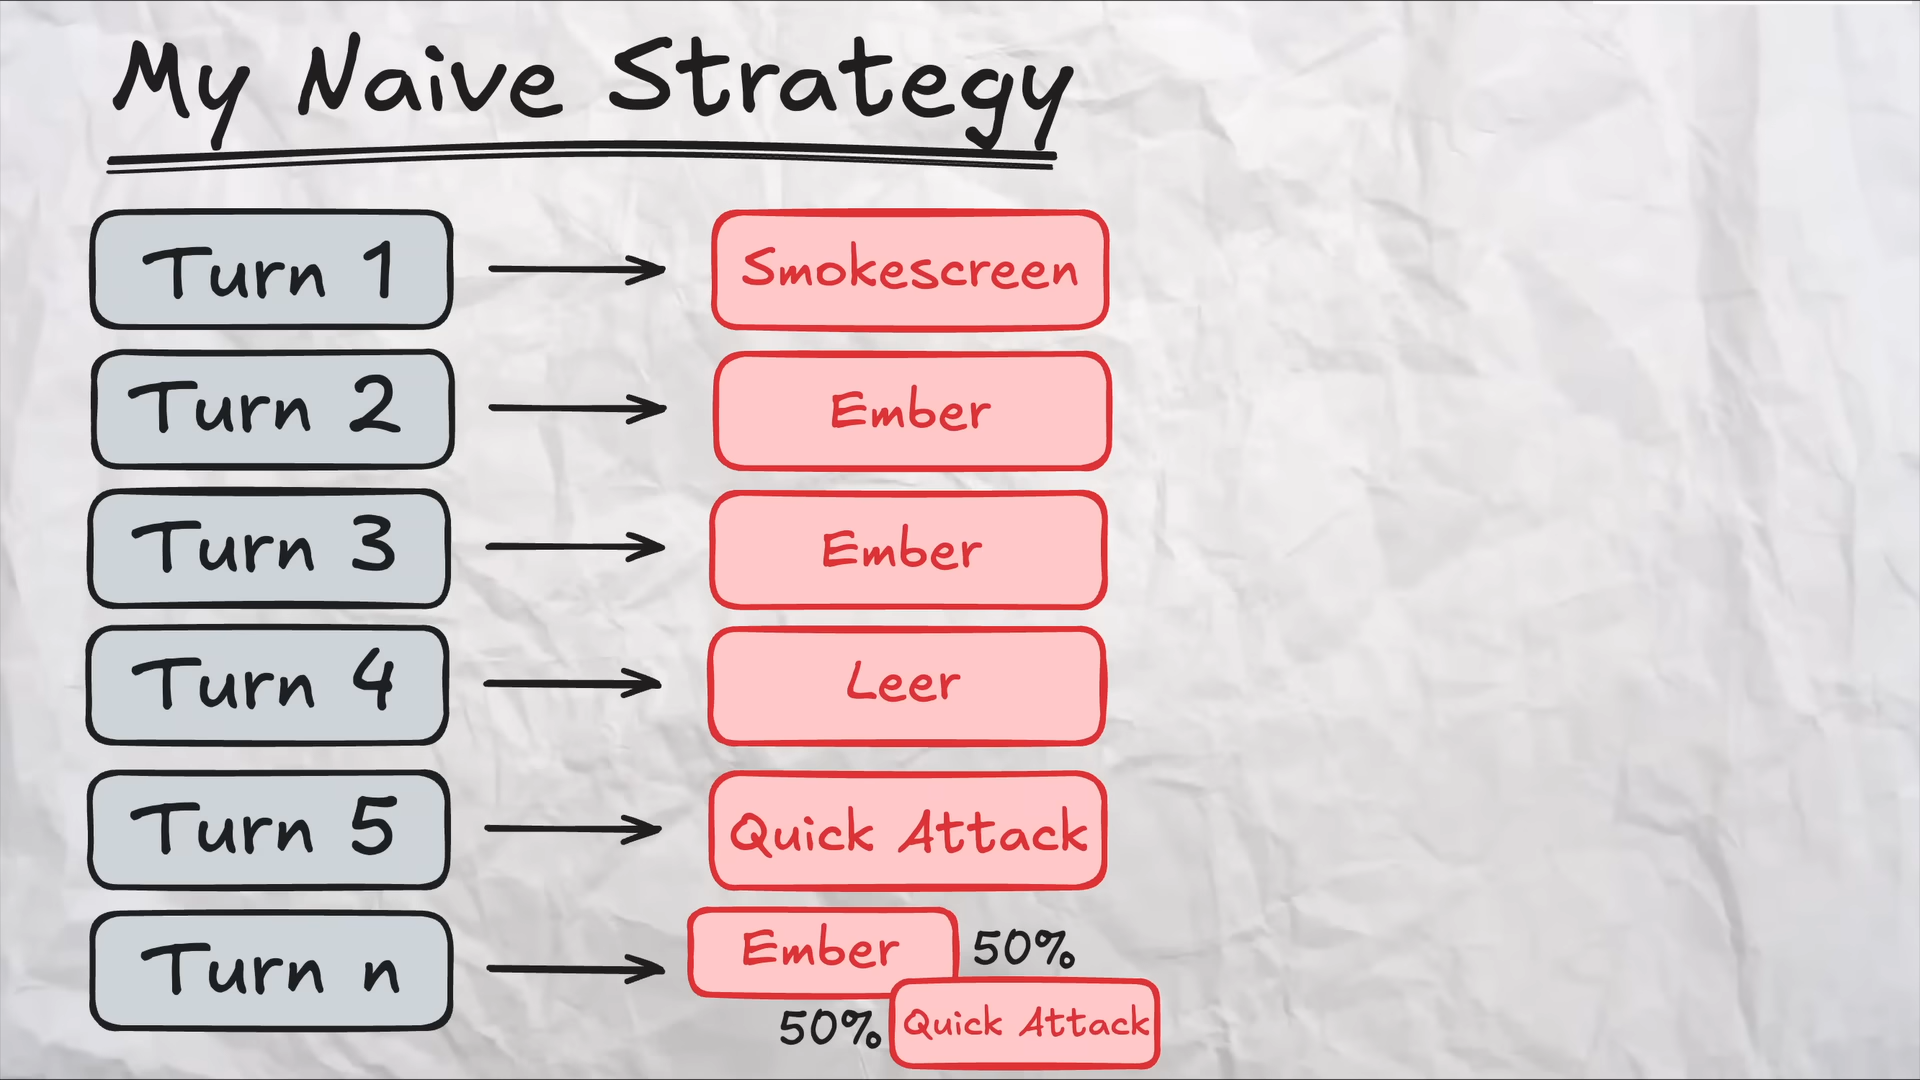 My Naive Strategy
Turn 1
Smokescreen
Turn 2
Ember
Turn 3
Ember
Turn 4
Leer
Turn 5
Quick Attack
Turn n
Ember 50%
50% Quick Attack